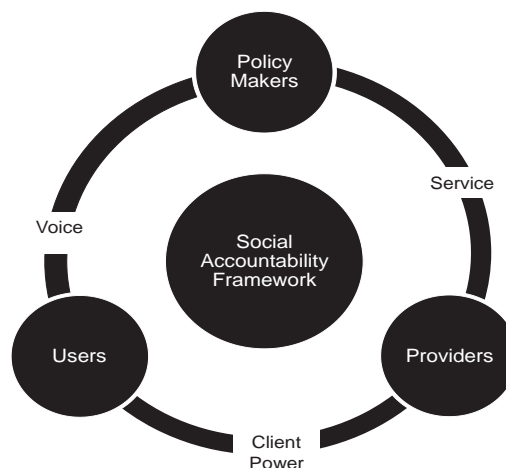 Policy
Makers
Service
Voice
Social
Accountability
Framework
Users
Providers
Client
Power